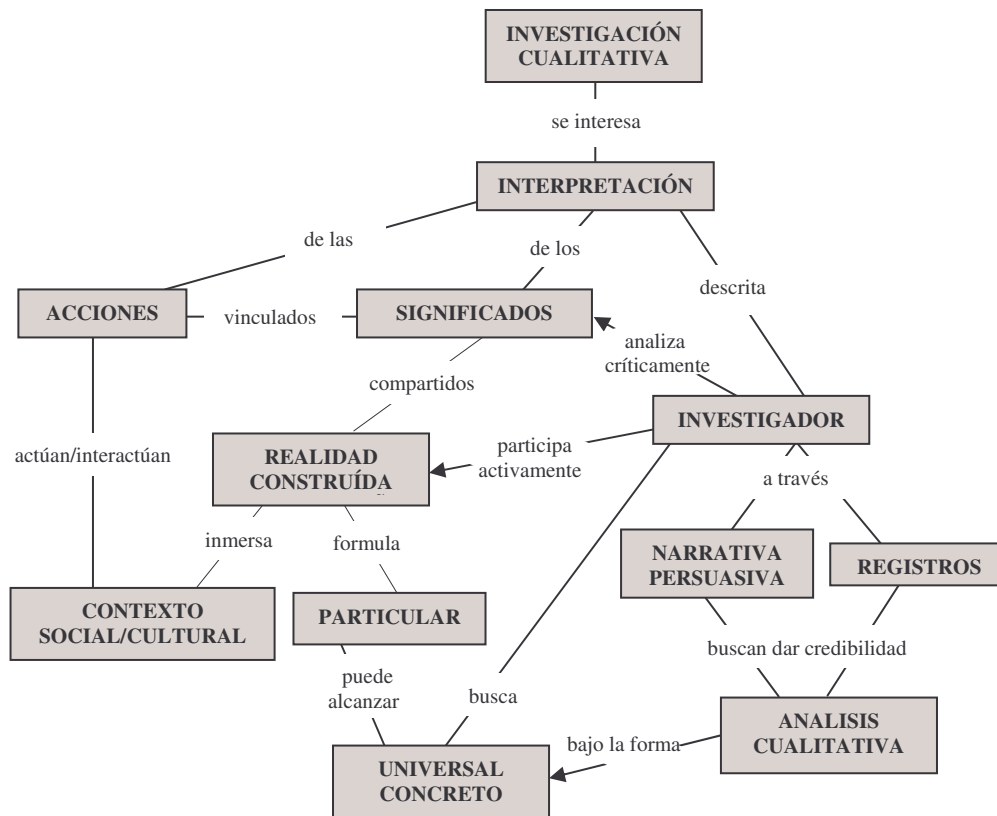 INVESTIGACIÓN
CUALITATIVA
se interesa
INTERPRETACIÓN
de las
de los
descrita
ACCIONES
vinculados
SIGNIFICADOS
analiza
críticamente
compartidos
INVESTIGADOR
actúan/interactúan
REALIDAD
CONSTRUÍDA
participa
activamente
a través
inmersa
formula
NARRATIVA
PERSUASIVA
REGISTROS
CONTEXTO
SOCIAL/CULTURAL
PARTICULAR
buscan dar credibilidad
puede
alcanzar
busca
ANALISIS
CUALITATIVA
bajo la forma
UNIVERSAL
CONCRETO